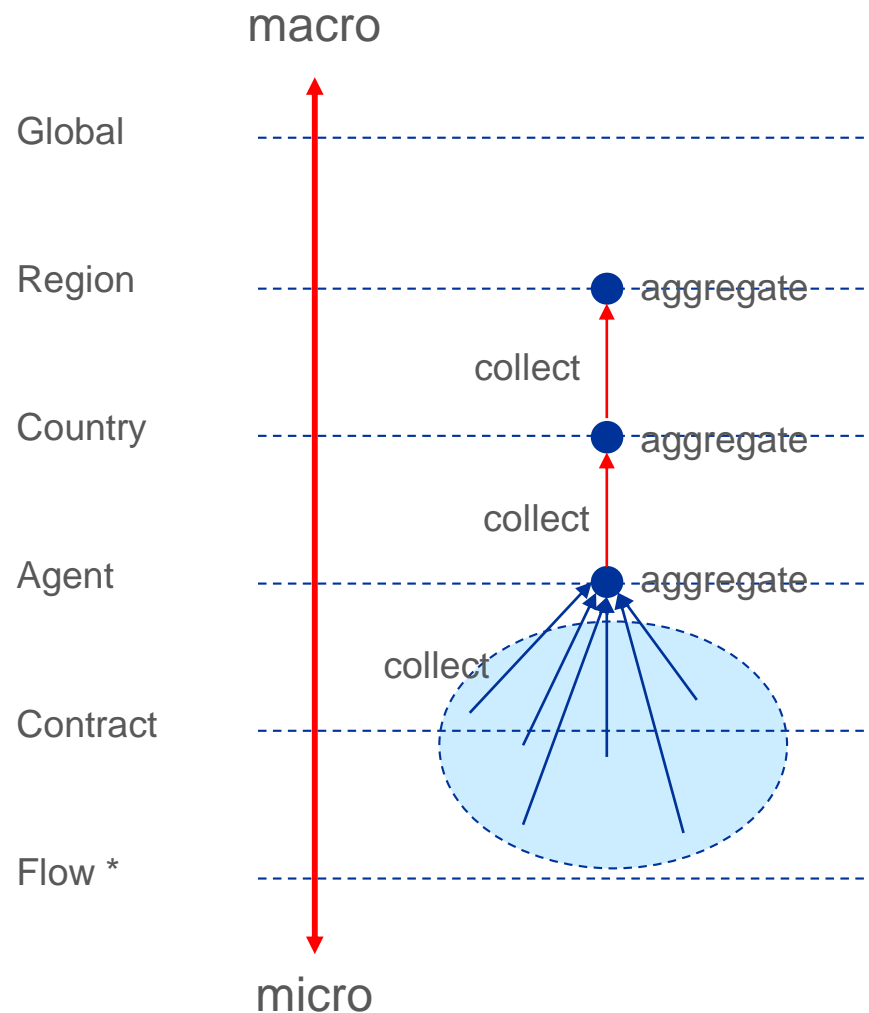 macro
Global
Region
aggregate
collect
Country
aggregate
collect
Agent
aggregate
collect
Contract
Flow *
micro